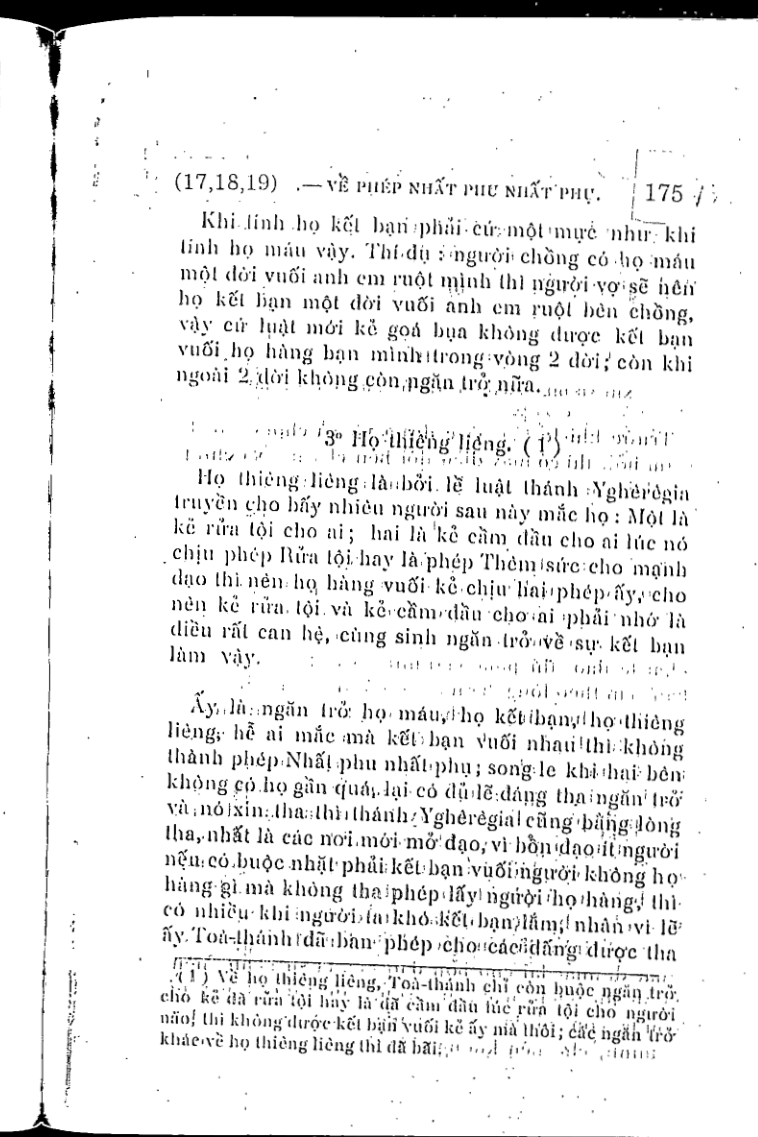 (17,18,19) .— VỀ PHÉP NHẤT PHU NHẤT PHỤ. 175
Khi tính họ kết bạn phải cứ một mực như khi
tính họ máu vậy. Thí dụ : người chồng có họ máu
một đời vuối anh em ruột mình thì người vợ sẽ nên
họ kết bạn một đời vuối anh em ruột bên chồng,
vậy cứ luật mới kẻ goá bụa không được kết bạn
vuối họ hàng bạn mình trong vòng 2 đời, còn khi
ngoài 2 đời không còn ngăn trở nữa.
3º Họ thiêng liêng. (1)
Họ thiêng liêng là bởi lề luật thánh Ygherêgia
truyền cho bấy nhiêu người sau này mắc họ : Một là
kẻ rửa tội cho ai; hai là kẻ cầm đầu cho ai lúc nó
chịu phép Rửa tội hay là phép Thêm sức cho mạnh
đạo thì nên họ hàng vuối kẻ chịu hai phép ấy, cho
nên kẻ rửa tội và kẻ cầm đầu cho ai phải nhớ là
điều rất can hệ, cùng sinh ngăn trở về sự kết bạn
làm vậy.
Ấy là ngăn trở họ máu, họ kết bạn, họ thiêng
liêng, hễ ai mắc mà kết bạn vuối nhau thì không
thành phép Nhất phu nhất phụ; song le khi hai bên
không có họ gần quá, lại có đủ lẽ đáng tha ngăn trở
và nó xin tha thì thánh Ygherêgia cũng bằng lòng
tha, nhất là các nơi mới mở đạo, vì bổn đạo ít người
nếu có buộc nhặt phải kết bạn vuối người không họ
hàng gì mà không tha phép lấy người họ hàng, thì
có nhiều khi người ta khó kết bạn lắm, nhân vì lẽ
ấy Toà-thánh đã ban phép cho các đấng được tha
(1) Về họ thiêng liêng, Toà-thánh chỉ còn buộc ngăn trở
cho kẻ đã rửa tội hay là đã cầm đầu lúc rửa tội cho người
nào, thì không được kết bạn vuối kẻ ấy mà thôi; các ngăn trở
khác về họ thiêng liêng thì đã bãi.